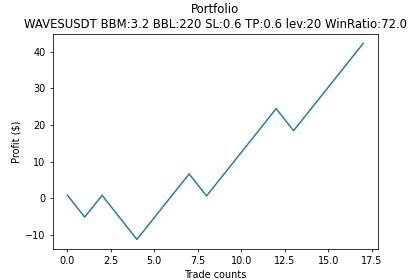 Portfolio
WAVESUSDT BBM:3.2 BBL:220 SL:0.6 TP:0.6 lev:20 WinRatio:72.0
40
30
20
10
0
−10
Profit ($)
0.0 2.5 5.0 7.5 10.0 12.5 15.0 17.5
Trade counts